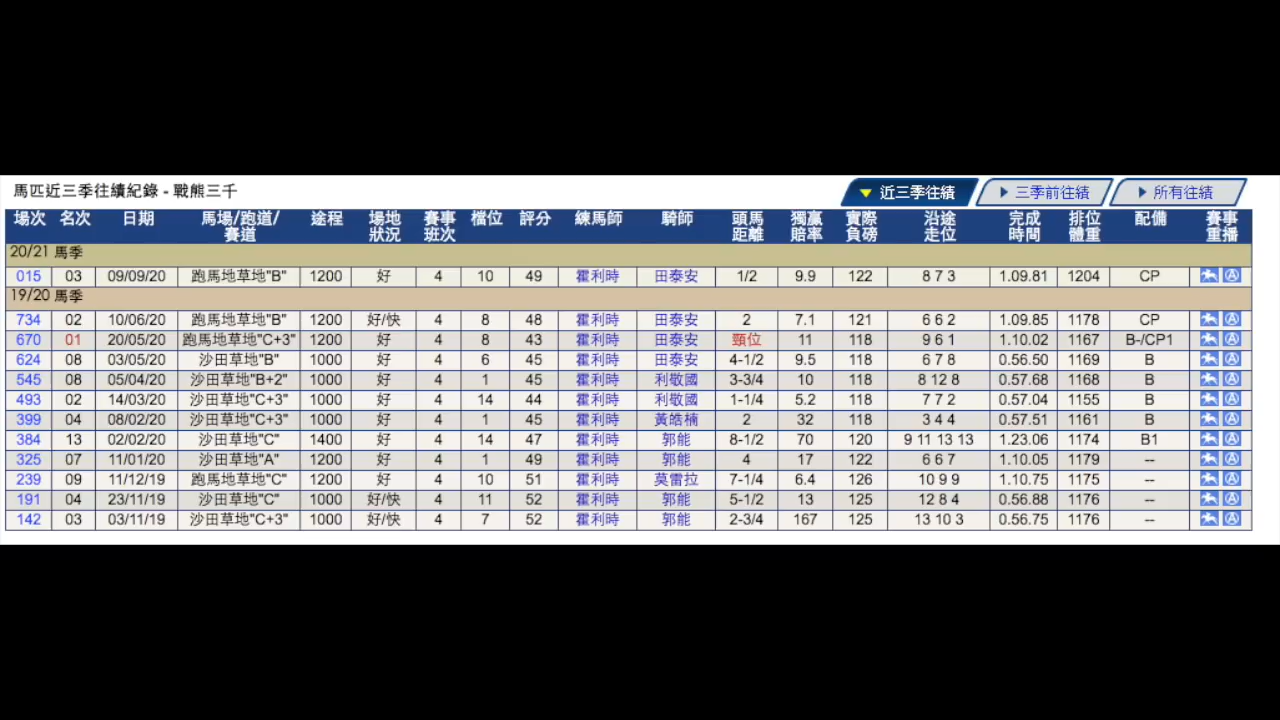 馬匹近三季往績紀錄 - 戰熊三千
近三季往績 三季前往績 所有往績
場次 名次 日期 馬場/跑道/賽道 途程 場地狀況 賽事班次 檔位 評分 練馬師 騎師 頭馬距離 獨贏賠率 實際負磅 沿途走位 完成時間 排位體重 配備 賽事重播
20/21 馬季
015 03 09/09/20 跑馬地草地"B" 1200 好 4 10 49 霍利時 田泰安 1/2 9.9 122 8 7 3 1.09.81 1204 CP
19/20 馬季
734 02 10/06/20 跑馬地草地"B" 1200 好/快 4 8 48 霍利時 田泰安 2 7.1 121 6 6 2 1.09.85 1178 CP
670 01 20/05/20 跑馬地草地"C+3" 1200 好 4 8 43 霍利時 田泰安 頸位 11 118 9 6 1 1.10.02 1167 B-/CP1
624 08 03/05/20 沙田草地"B" 1000 好 4 6 45 霍利時 田泰安 4-1/2 9.5 118 6 7 8 0.56.50 1169 B
545 08 05/04/20 沙田草地"B+2" 1000 好 4 1 45 霍利時 利敬國 3-3/4 10 118 8 12 8 0.57.68 1168 B
493 02 14/03/20 沙田草地"C+3" 1000 好 4 14 44 霍利時 利敬國 1-1/4 5.2 118 7 7 2 0.57.04 1155 B
399 04 08/02/20 沙田草地"C+3" 1000 好 4 1 45 霍利時 黃皓楠 2 32 118 3 4 4 0.57.51 1161 B
384 13 02/02/20 沙田草地"C" 1400 好 4 14 47 霍利時 郭能 8-1/2 70 120 9 11 13 13 1.23.06 1174 B1
325 07 11/01/20 沙田草地"A" 1200 好 4 1 49 霍利時 郭能 4 17 122 6 6 7 1.10.05 1179 --
239 09 11/12/19 跑馬地草地"C" 1200 好 4 10 51 霍利時 莫雷拉 7-1/4 6.4 126 10 9 9 1.10.75 1175 --
191 04 23/11/19 沙田草地"C" 1000 好/快 4 11 52 霍利時 郭能 5-1/2 13 125 12 8 4 0.56.88 1176 --
142 03 03/11/19 沙田草地"C+3" 1000 好/快 4 7 52 霍利時 郭能 2-3/4 167 125 13 10 3 0.56.75 1176 --